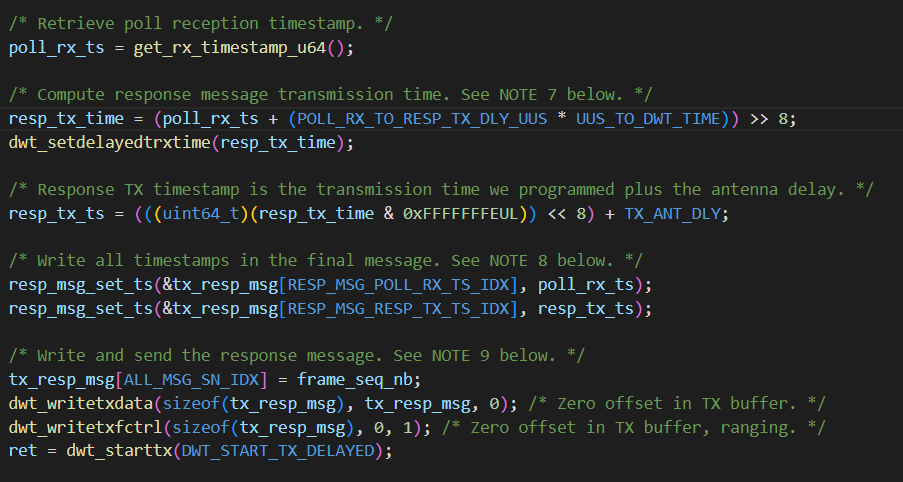 /* Retrieve poll reception timestamp. */
poll_rx_ts = get_rx_timestamp_u64();
/* Compute response message transmission time. See NOTE 7 below. */
resp_tx_time = (poll_rx_ts + (POLL_RX_TO_RESP_TX_DLY_UUS * UUS_TO_DWT_TIME)) >> 8;
dwt_setdelayedtrxtime(resp_tx_time);
/* Response TX timestamp is the transmission time we programmed plus the antenna delay. */
resp_tx_ts = (((uint64_t)(resp_tx_time & 0xFFFFFFFEUL)) << 8) + TX_ANT_DLY;
/* Write all timestamps in the final message. See NOTE 8 below. */
resp_msg_set_ts(&tx_resp_msg[RESP_MSG_POLL_RX_TS_IDX], poll_rx_ts);
resp_msg_set_ts(&tx_resp_msg[RESP_MSG_RESP_TX_TS_IDX], resp_tx_ts);
/* Write and send the response message. See NOTE 9 below. */
tx_resp_msg[ALL_MSG_SN_IDX] = frame_seq_nb;
dwt_writetxdata(sizeof(tx_resp_msg), tx_resp_msg, 0); /* Zero offset in TX buffer. */
dwt_writetxfctrl(sizeof(tx_resp_msg), 0, 1); /* Zero offset in TX buffer, ranging. */
ret = dwt_starttx(DWT_START_TX_DELAYED);